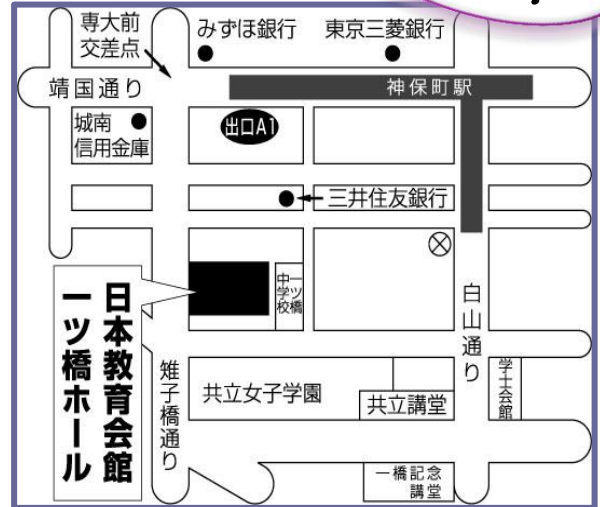 専大前
交差点
みずほ銀行
東京三菱銀行
靖国通り
神保町駅
城南
信用金庫
出口A1
三井住友銀行
一ツ橋
中学校
日本教育会館
一ツ橋ホール
雉子橋通り
白山通り
共立女子学園
共立講堂
学士会館
一橋記念
講堂